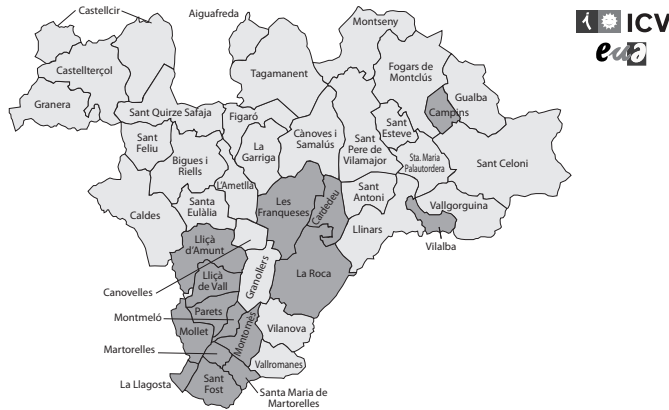 Castellcir
Aiguafreda
Montseny
ICV
eua
Castellterçol
Tagamanent
Fogars de
Montclús
Gualba
Granera
Sant Quirze Safaja
Figaró
Cànoves i
Samalús
Campins
Sant
Feliu
Bigues i
Riells
La
Garriga
Sant
Pere de
Vilamajor
Sant
Esteve
Sta. Maria
Palautordera
Sant Celoni
L'Ametlla
Caldes
Santa
Eulàlia
Les
Franqueses
Cardedeu
Sant
Antoni
Vallgorguina
Llinars
Vilalba
Lliçà
d'Amunt
Canovelles
Lliçà
de Vall
Granollers
La Roca
Montmeló
Parets
Mollet
Montornès
Vilanova
Martorelles
Vallromanes
La Llagosta
Sant
Fost
Santa Maria de
Martorelles